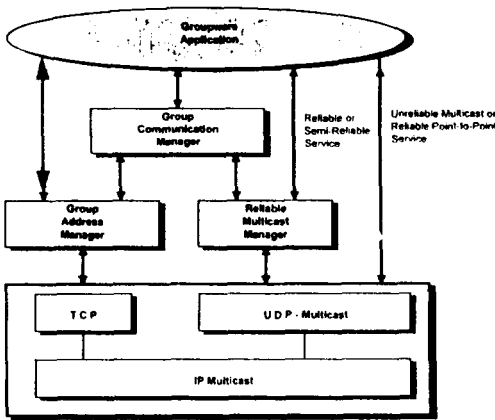 Groupware
Application
Group
Communication
Manager
Reliable or
Semi-Reliable
Service
Unreliable Multicast or
Reliable Point-to-Point
Service
Group
Address
Manager
Reliable
Multicast
Manager
TCP
UDP - Multicast
IP Multicast